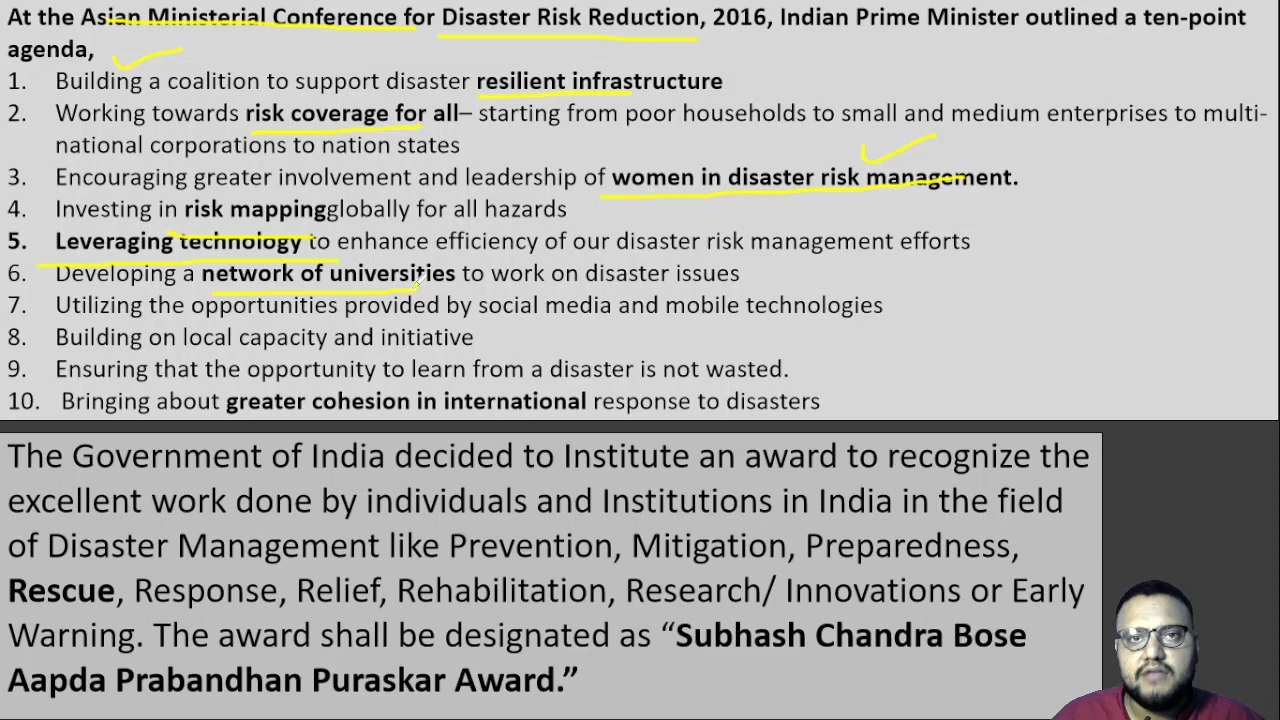 At the Asian Ministerial Conference for Disaster Risk Reduction, 2016, Indian Prime Minister outlined a ten-point
agenda,
1. Building a coalition to support disaster resilient infrastructure
2. Working towards risk coverage for all– starting from poor households to small and medium enterprises to multi-
national corporations to nation states
3. Encouraging greater involvement and leadership of women in disaster risk management.
4. Investing in risk mappingglobally for all hazards
5. Leveraging technology to enhance efficiency of our disaster risk management efforts
6. Developing a network of universities to work on disaster issues
7. Utilizing the opportunities provided by social media and mobile technologies
8. Building on local capacity and initiative
9. Ensuring that the opportunity to learn from a disaster is not wasted.
10. Bringing about greater cohesion in international response to disasters
The Government of India decided to Institute an award to recognize the
excellent work done by individuals and Institutions in India in the field
of Disaster Management like Prevention, Mitigation, Preparedness,
Rescue, Response, Relief, Rehabilitation, Research/ Innovations or Early
Warning. The award shall be designated as “Subhash Chandra Bose
Aapda Prabandhan Puraskar Award.”